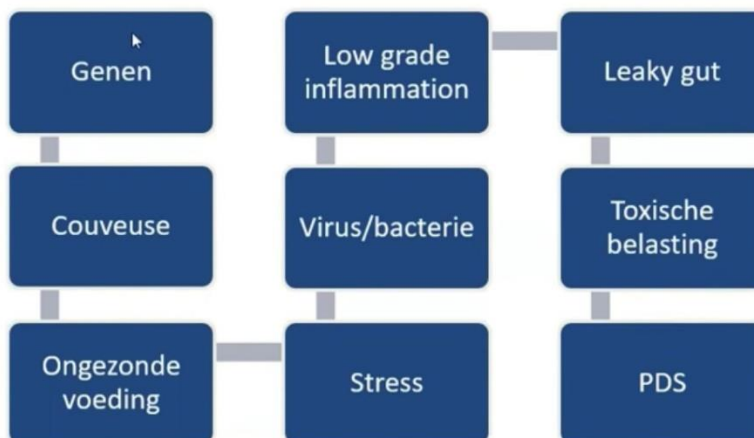 Genen
Couveuse
Ongezonde
voeding
Stress
Virus/bacterie
Low grade
inflammation
Leaky gut
Toxische
belasting
PDS